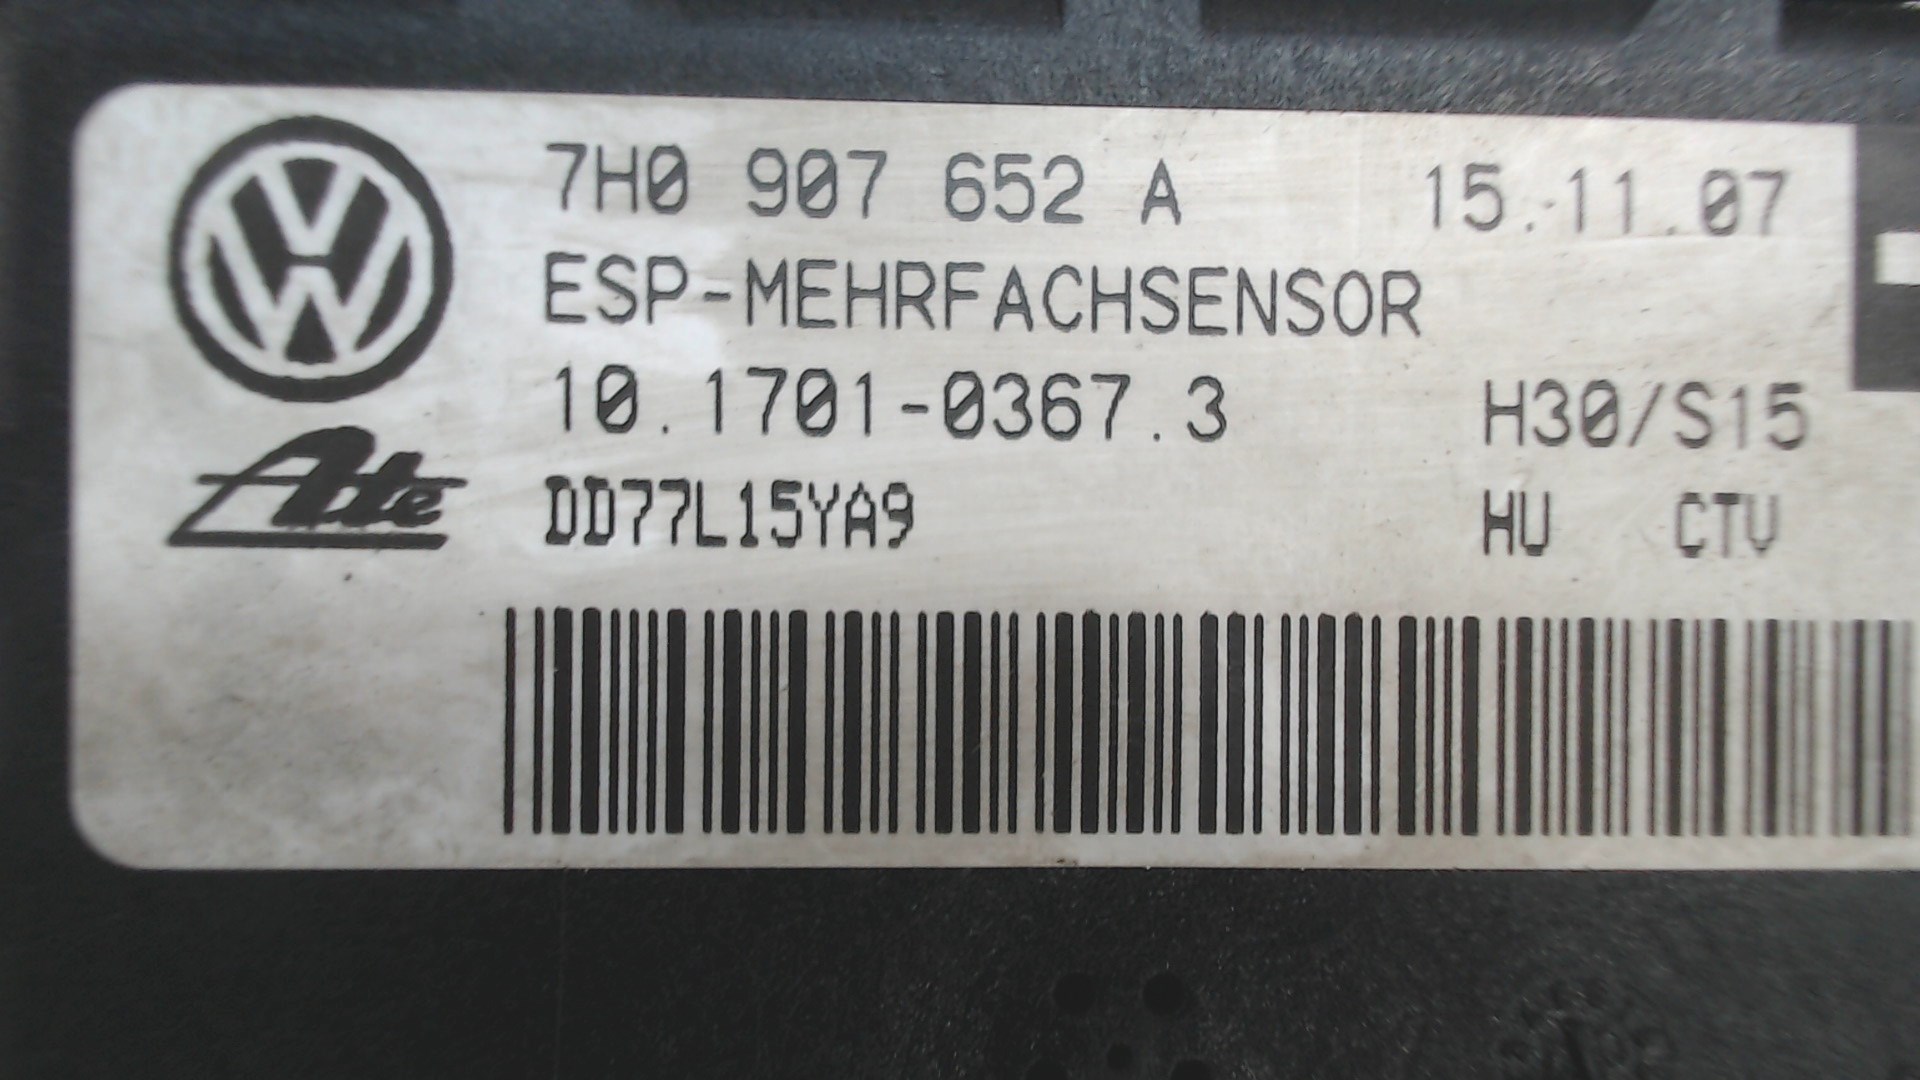 7H0 907 652 A 15.11.07
ESP-MEHRFACHSENSOR
10.1701-0367.3 H30/S15
Ate DD77L15YA9 HU CTV